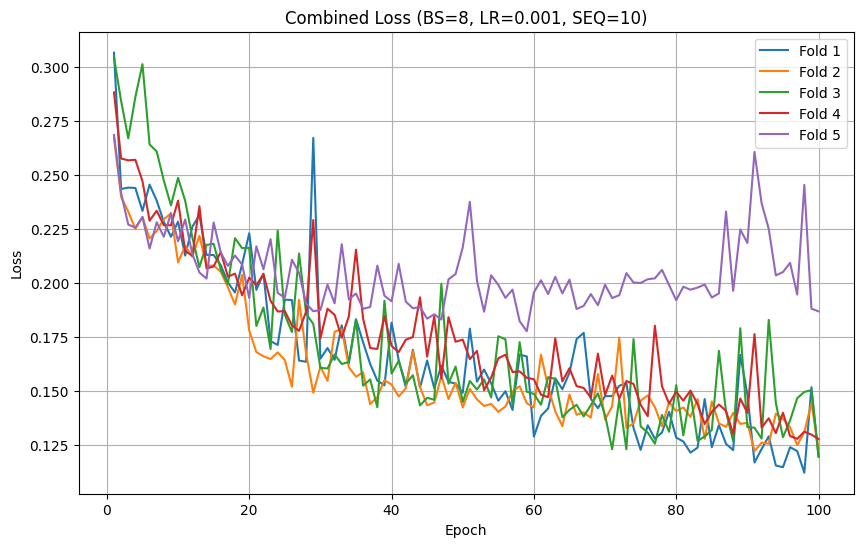 Combined Loss (BS=8, LR=0.001, SEQ=10)
Loss
0.300
0.275
0.250
0.225
0.200
0.175
0.150
0.125
Fold 1
Fold 2
Fold 3
Fold 4
Fold 5
0
20
40
60
80
100
Epoch